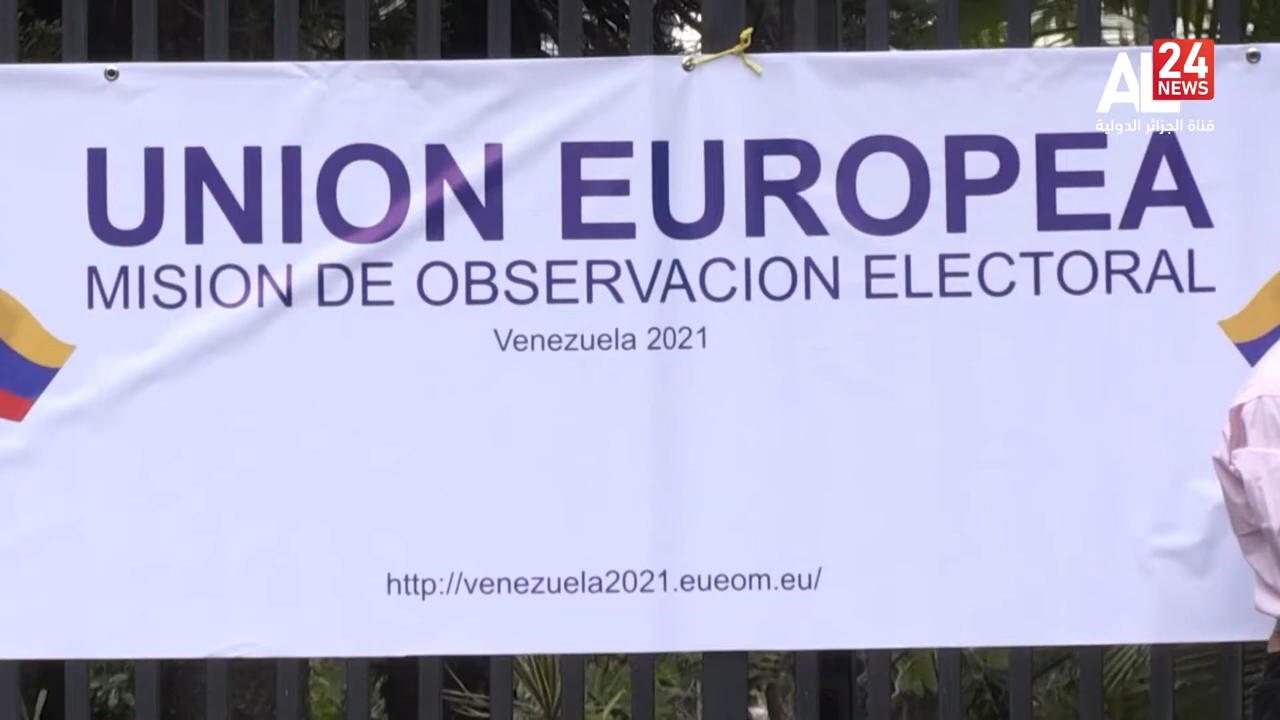 AL 24 NEWS
قناة الجزائر الدولية
UNION EUROPEA
MISION DE OBSERVACION ELECTORAL
Venezuela 2021
http://venezuela2021.eueom.eu/